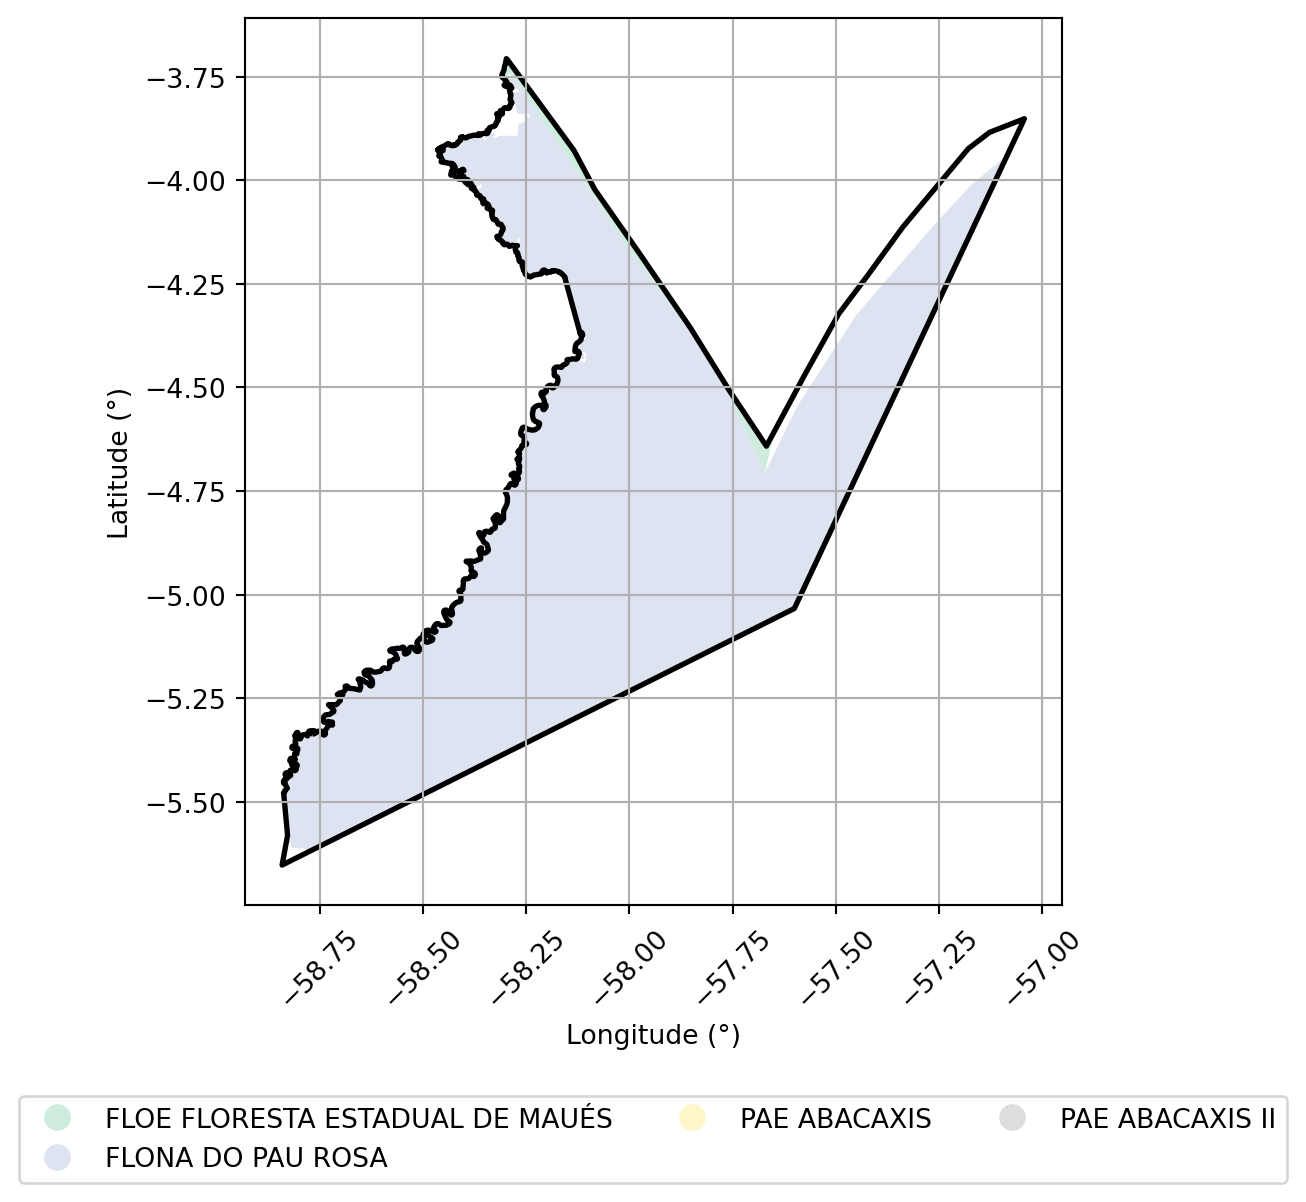 −3.75
−4.00
−4.25
−4.50
−4.75
−5.00
−5.25
−5.50
Latitude (°)
−58.75
−58.50
−58.25
−58.00
−57.75
−57.50
−57.25
−57.00
Longitude (°)
FLOE FLORESTA ESTADUAL DE MAUÉS
FLONA DO PAU ROSA
PAE ABACAXIS
PAE ABACAXIS II